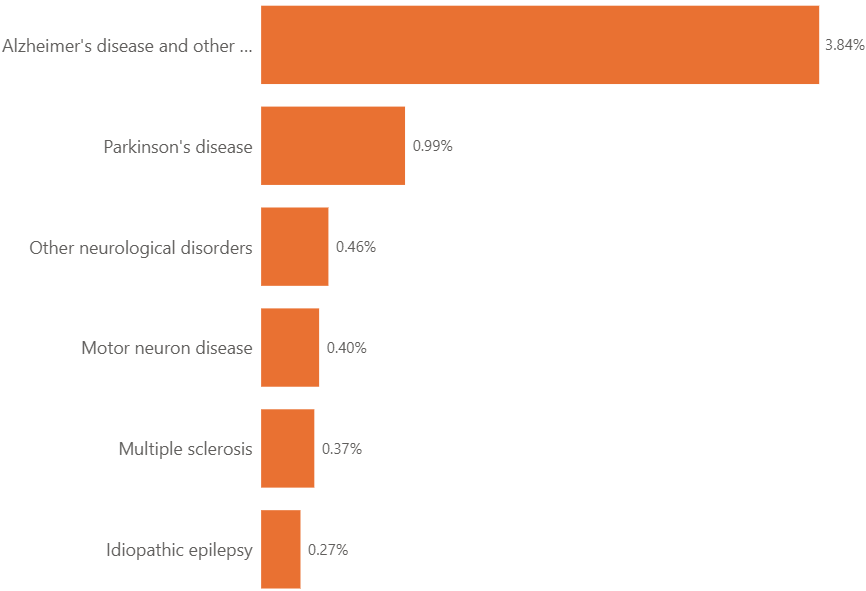 Alzheimer's disease and other ... 3.84%
Parkinson's disease 0.99%
Other neurological disorders 0.46%
Motor neuron disease 0.40%
Multiple sclerosis 0.37%
Idiopathic epilepsy 0.27%